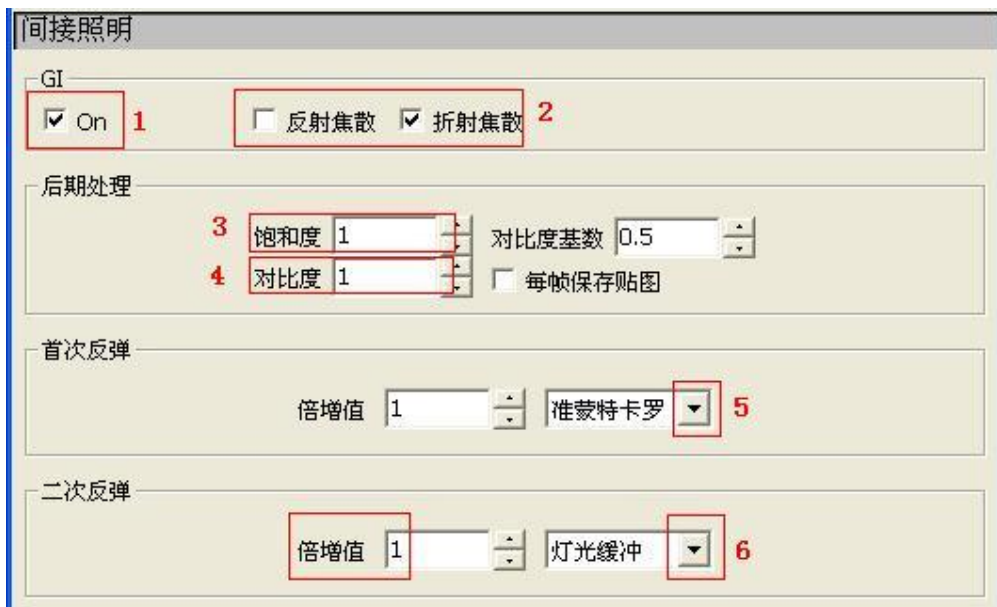 间接照明
GI
On 1 反射焦散 折射焦散 2
后期处理
3 饱和度 1 对比度基数 0.5
4 对比度 1 每帧保存贴图
首次反弹
倍增值 1 准蒙特卡罗 5
二次反弹
倍增值 1 灯光缓冲 6